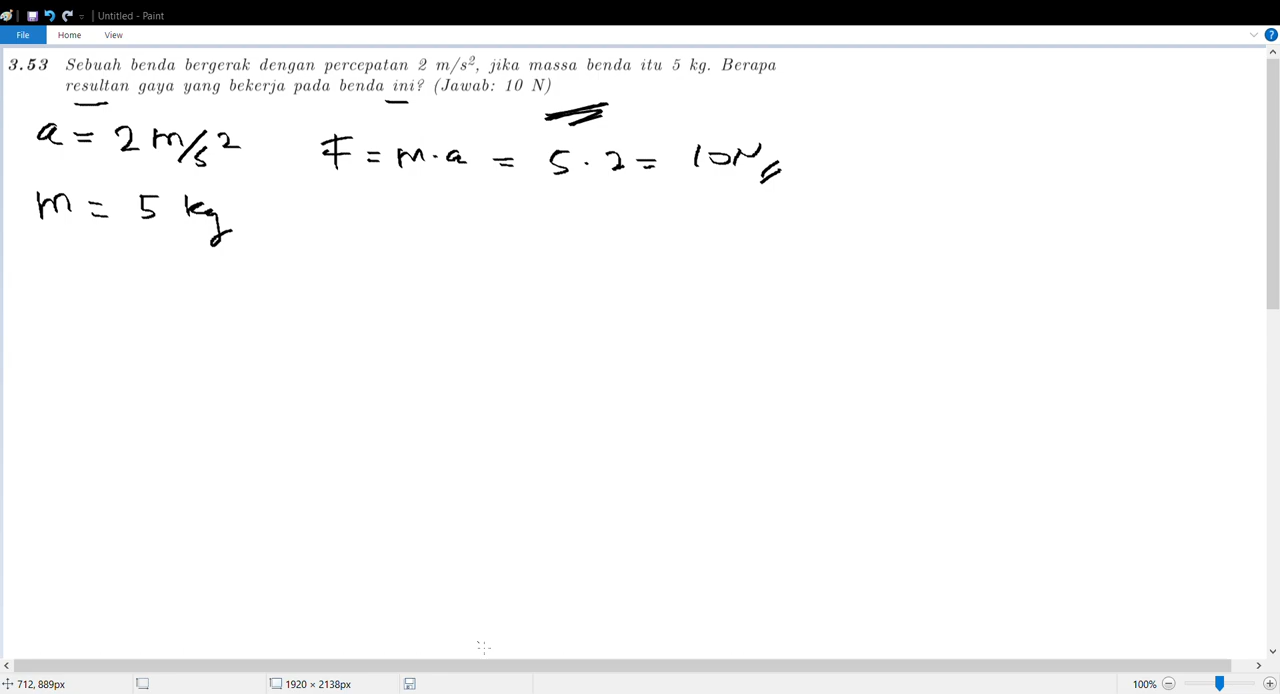 Untitled - Paint
File Home View
3.53 Sebuah benda bergerak dengan percepatan 2 m/s², jika massa benda itu 5 kg. Berapa
resultan gaya yang bekerja pada benda ini? (Jawab: 10 N)
a = 2 m/s²
F = m · a = 5 · 2 = 10 N
m = 5 kg
712, 889px 1920 × 2138px 100%